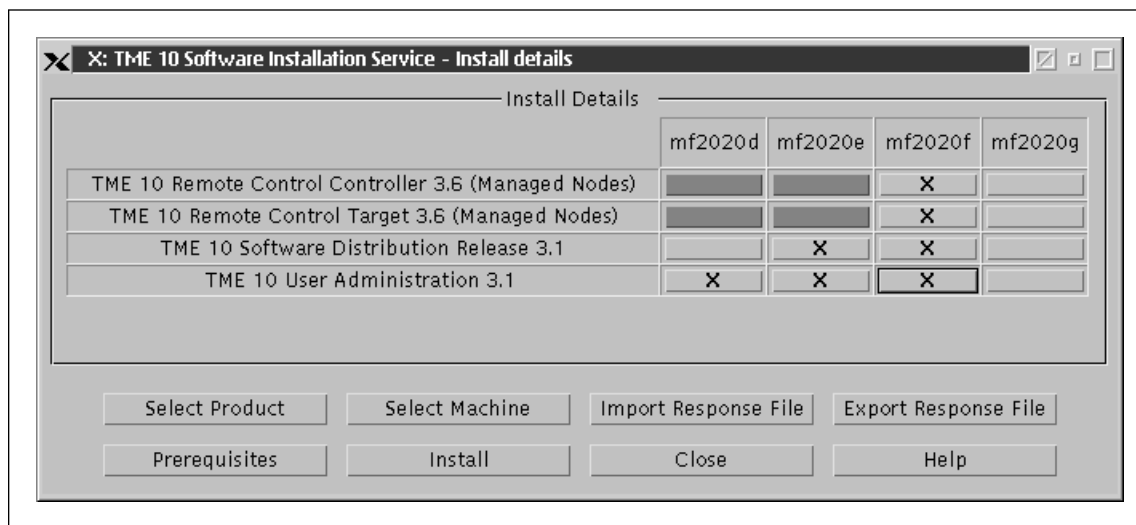 X: TME 10 Software Installation Service - Install details
Install Details
mf2020d mf2020e mf2020f mf2020g
TME 10 Remote Control Controller 3.6 (Managed Nodes) X
TME 10 Remote Control Target 3.6 (Managed Nodes) X
TME 10 Software Distribution Release 3.1 X X
TME 10 User Administration 3.1 X X X
Select Product Select Machine Import Response File Export Response File
Prerequisites Install Close Help